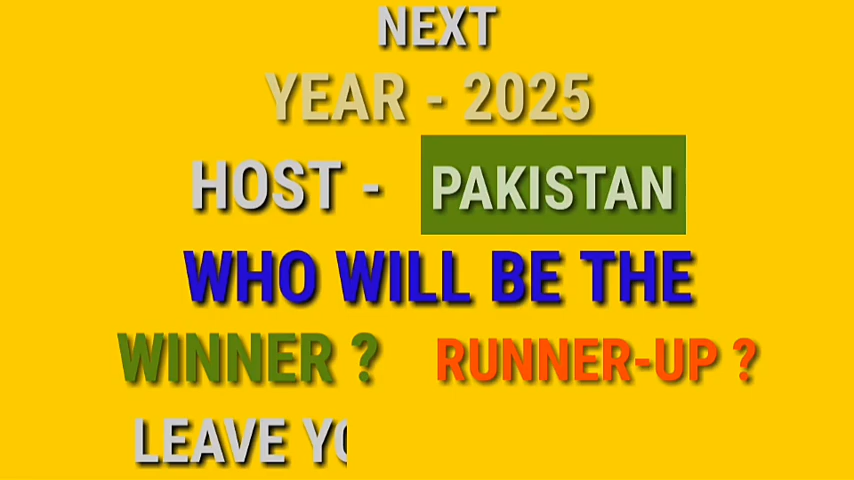 NEXT
YEAR - 2025
HOST - PAKISTAN
WHO WILL BE THE
WINNER ? RUNNER-UP ?
LEAVE